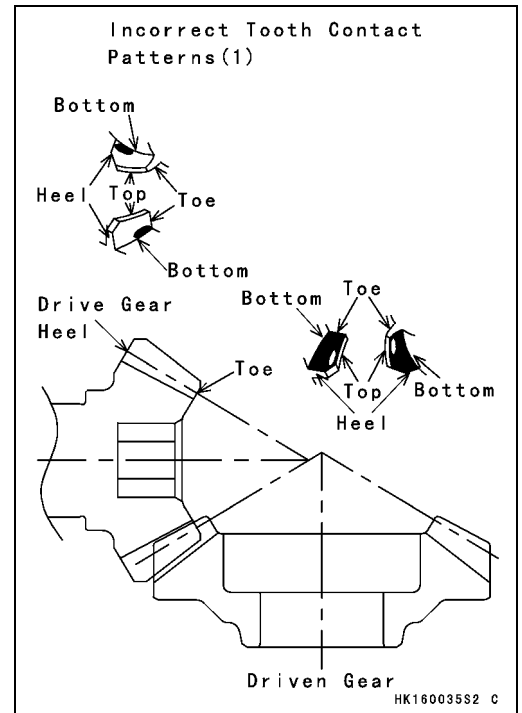 Incorrect Tooth Contact
Patterns(1)
Bottom
Heel
Top
Toe
Bottom
Drive Gear
Heel
Toe
Bottom
Toe
Top
Bottom
Heel
Driven Gear
HK160035S2 C